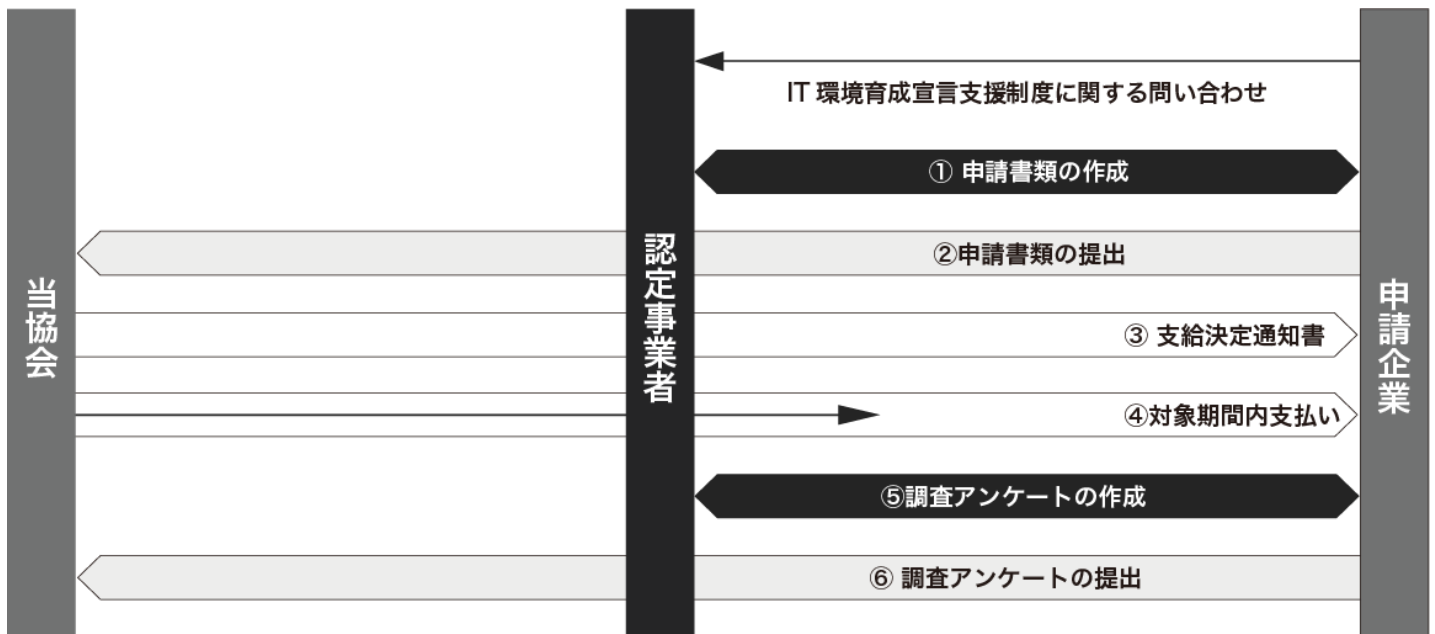 IT 環境育成宣言支援制度に関する問い合わせ
① 申請書類の作成
②申請書類の提出
③ 支給決定通知書
④対象期間内支払い
⑤調査アンケートの作成
⑥ 調査アンケートの提出
当協会
認定事業者
申請企業